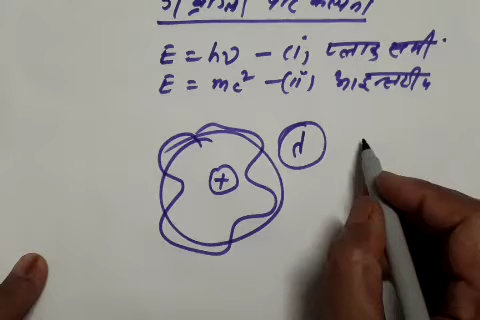 E = hν – (i) प्लांक समी॰
E = mc² – (ii) आइन्सटीन
+
d